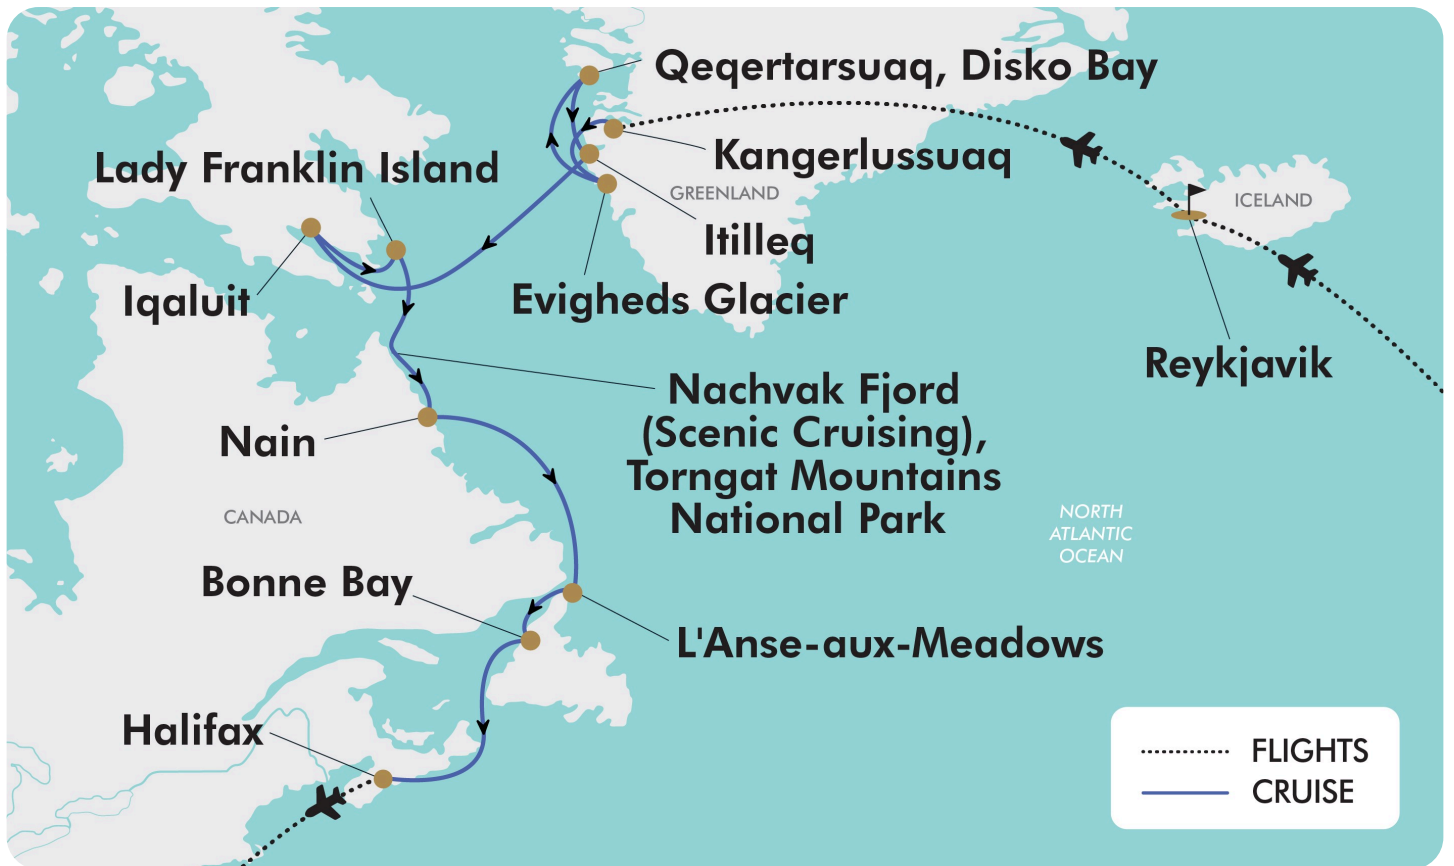 Qeqertarsuaq, Disko Bay
Kangerlussuaq
Lady Franklin Island
GREENLAND
ICELAND
Itilleq
Iqaluit
Evigheds Glacier
Reykjavik
Nachvak Fjord
(Scenic Cruising),
Torngat Mountains
National Park
Nain
CANADA
NORTH
ATLANTIC
OCEAN
Bonne Bay
L'Anse-aux-Meadows
Halifax
FLIGHTS
CRUISE